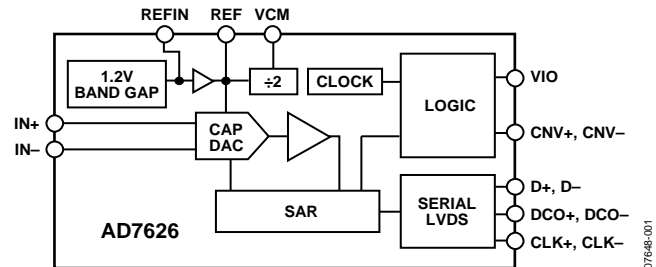 REFIN REF VCM
1.2V
BAND GAP
÷2
CLOCK
LOGIC
VIO
CNV+, CNV–
IN+
IN–
CAP
DAC
SAR
SERIAL
LVDS
D+, D–
DCO+, DCO–
CLK+, CLK–
AD7626
07648-001